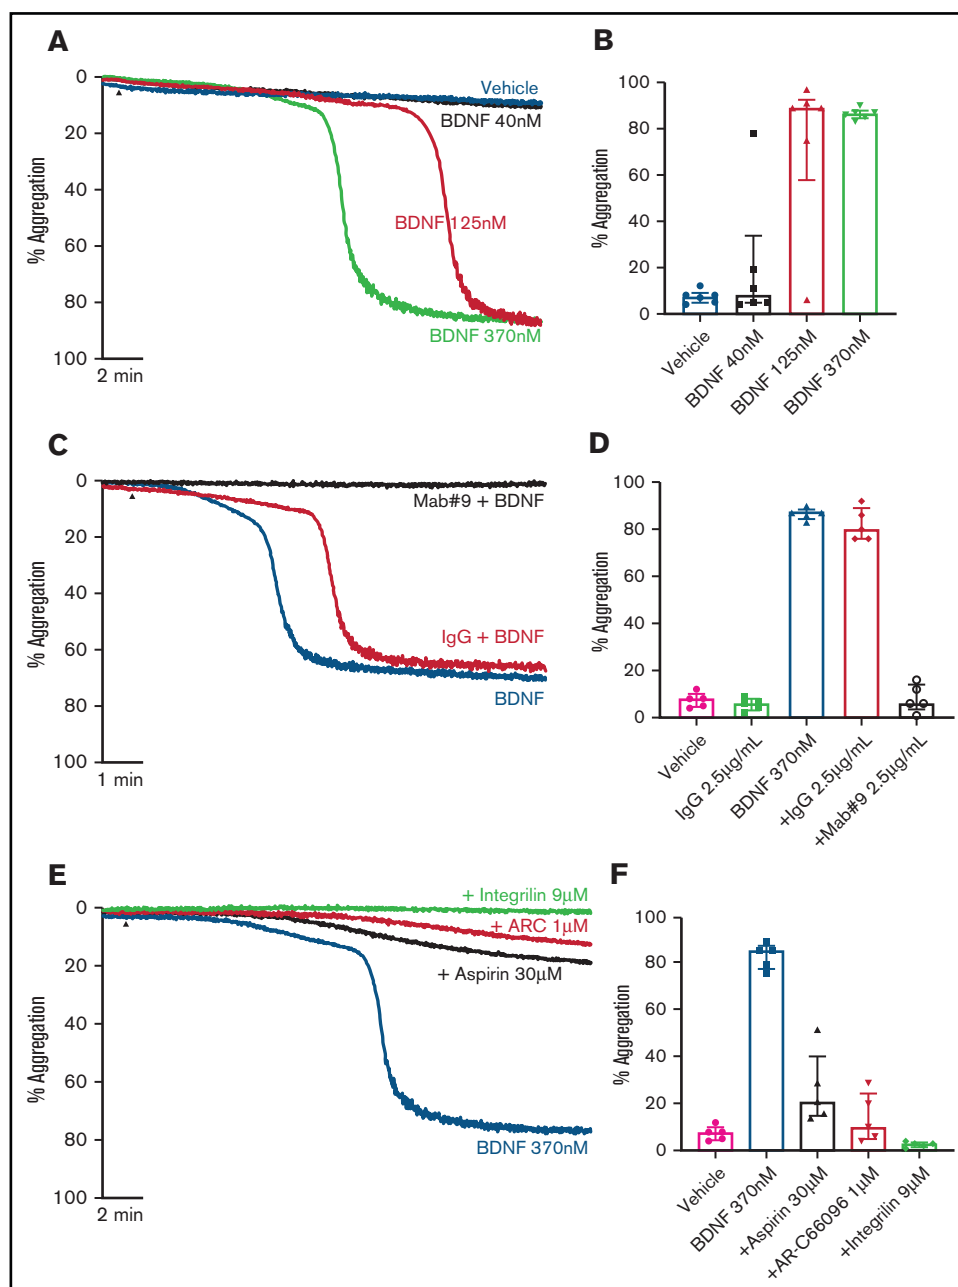 A
0
20
40
60
80
100
% Aggregation
2 min
Vehicle
BDNF 40nM
BDNF 125nM
BDNF 370nM
B
100
80
60
40
20
0
% Aggregation
Vehicle
BDNF 40nM
BDNF 125nM
BDNF 370nM
C
0
20
40
60
80
100
% Aggregation
1 min
Mab#9 + BDNF
IgG + BDNF
BDNF
D
100
80
60
40
20
0
% Aggregation
Vehicle
IgG 2.5μg/mL
BDNF 370nM
+IgG 2.5μg/mL
+Mab#9 2.5μg/mL
E
0
20
40
60
80
100
% Aggregation
2 min
+ Integrilin 9μM
+ ARC 1μM
+ Aspirin 30μM
BDNF 370nM
F
100
80
60
40
20
0
% Aggregation
Vehicle
BDNF 370nM
+Aspirin 30μM
+AR-C66096 1μM
+Integrilin 9μM